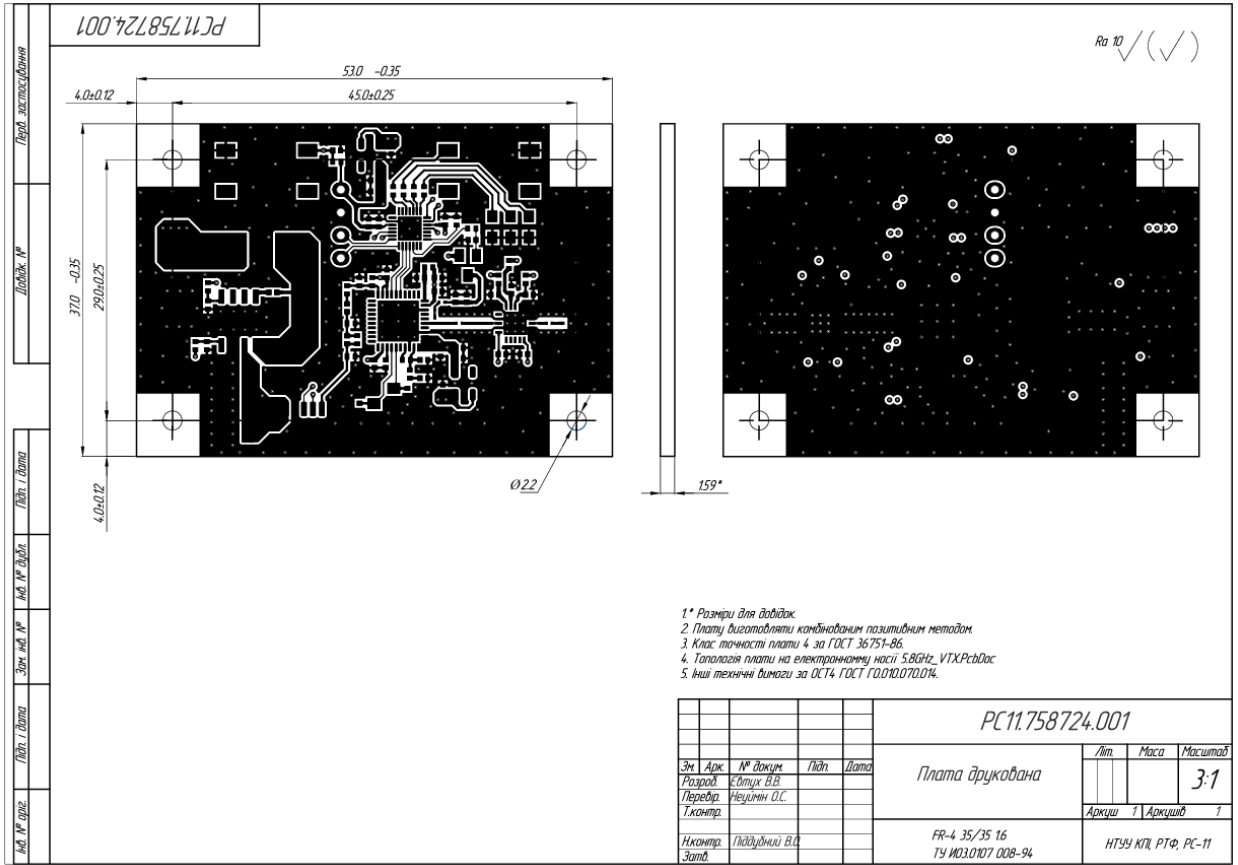 РС11.758724.001
Ra 10
Перв. застосування
Довідк. №
Підп. і дата
Інв. № дубл.
Зам. інв. №
Підп. і дата
Інв. № оріг.
53.0 -0.35
4.0±0.12
45.0±0.25
37.0 -0.35
29.0±0.25
4.0±0.12
Ø2.2
1.59*
1.* Розміри для довідок.
2. Плату виготовляти комбінованим позитивним методом.
3. Клас точності плати 4 за ГОСТ 36751-86.
4. Топологія плати на електронному носії 5.8GHz_VTX.PcbDoc
5. Інші технічні вимоги за ОСТ4 ГОСТ Г0.010.070.014.
РС11.758724.001
Зм. Арк. № докум. Підп. Дата
Розроб. Євтух В.В.
Перевір. Неуймін О.С.
Т.контр.
Н.контр. Піддубний В.О.
Затв.
Плата друкована
Літ. Маса Масштаб
3:1
Аркуш 1 Аркушів 1
FR-4 35/35 1.6
ТУ И03.0107 008-94
НТУУ КПІ, РТФ, РС-11